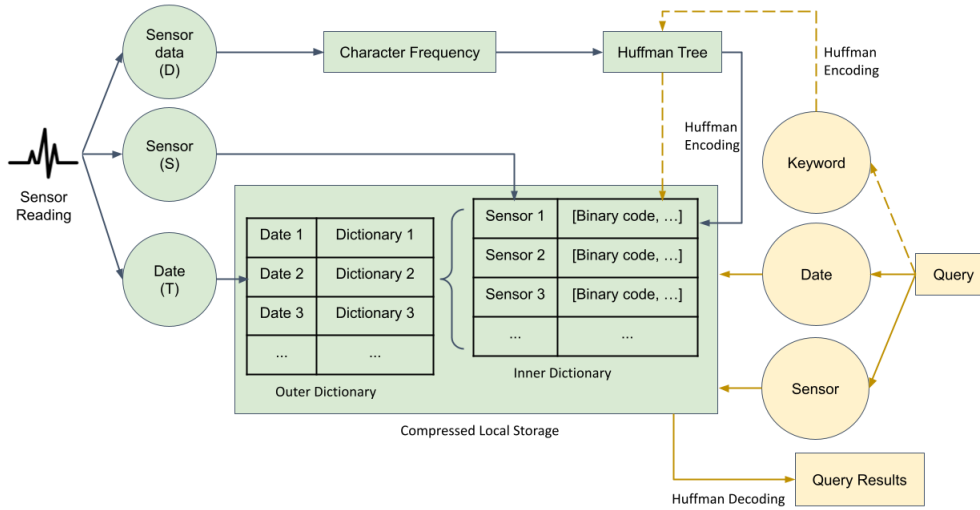 Sensor
data
(D)
Character Frequency
Huffman Tree
Huffman
Encoding
Huffman
Encoding
Sensor
(S)
Keyword
Sensor
Reading
Date
(T)
Date 1
Dictionary 1
Date 2
Dictionary 2
Date 3
Dictionary 3
...
...
Outer Dictionary
Sensor 1
[Binary code, ...]
Sensor 2
[Binary code, ...]
Sensor 3
[Binary code, ...]
...
...
Inner Dictionary
Compressed Local Storage
Date
Query
Sensor
Huffman Decoding
Query Results